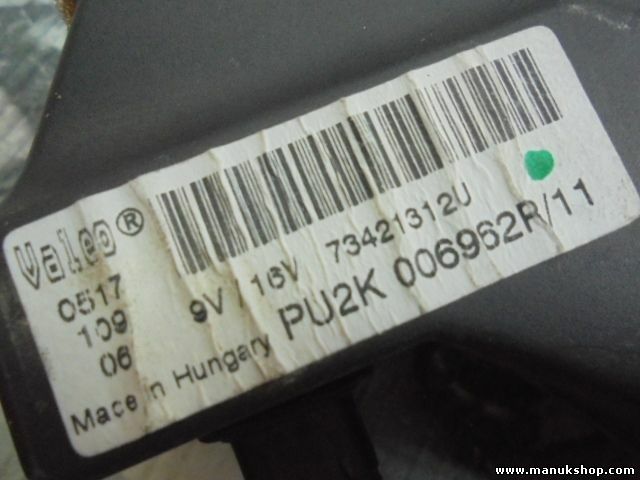 Valeo®
0517
109
06
9V / 16V 73421312U
PU2K 006962R/11
Made in Hungary
www.manukshop.com